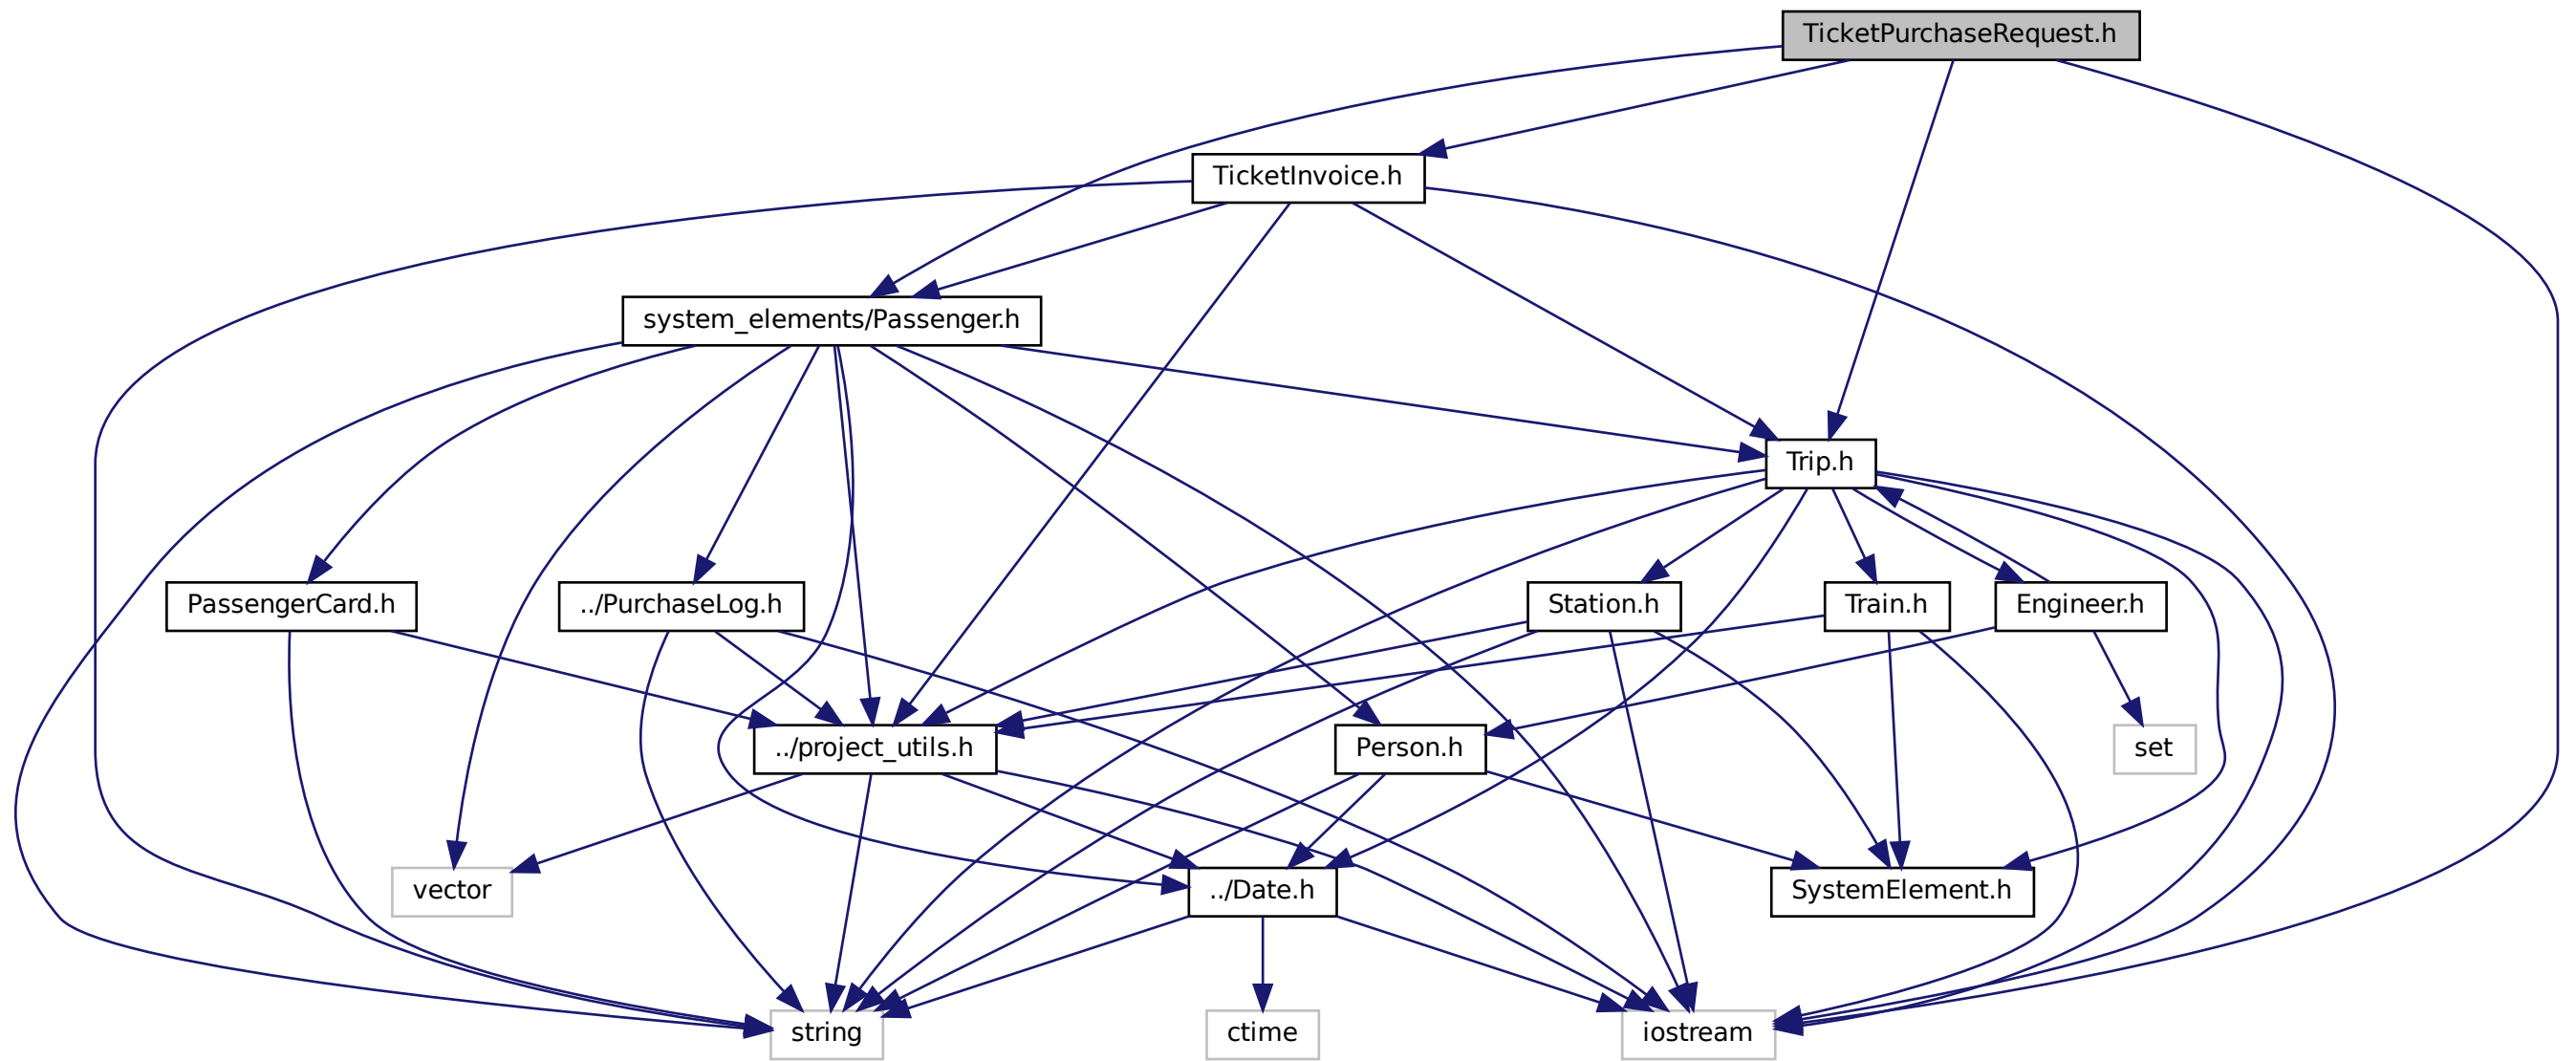 TicketPurchaseRequest.h
TicketInvoice.h
system_elements/Passenger.h
Trip.h
PassengerCard.h
../PurchaseLog.h
Station.h
Train.h
Engineer.h
../project_utils.h
Person.h
set
vector
../Date.h
SystemElement.h
string
ctime
iostream